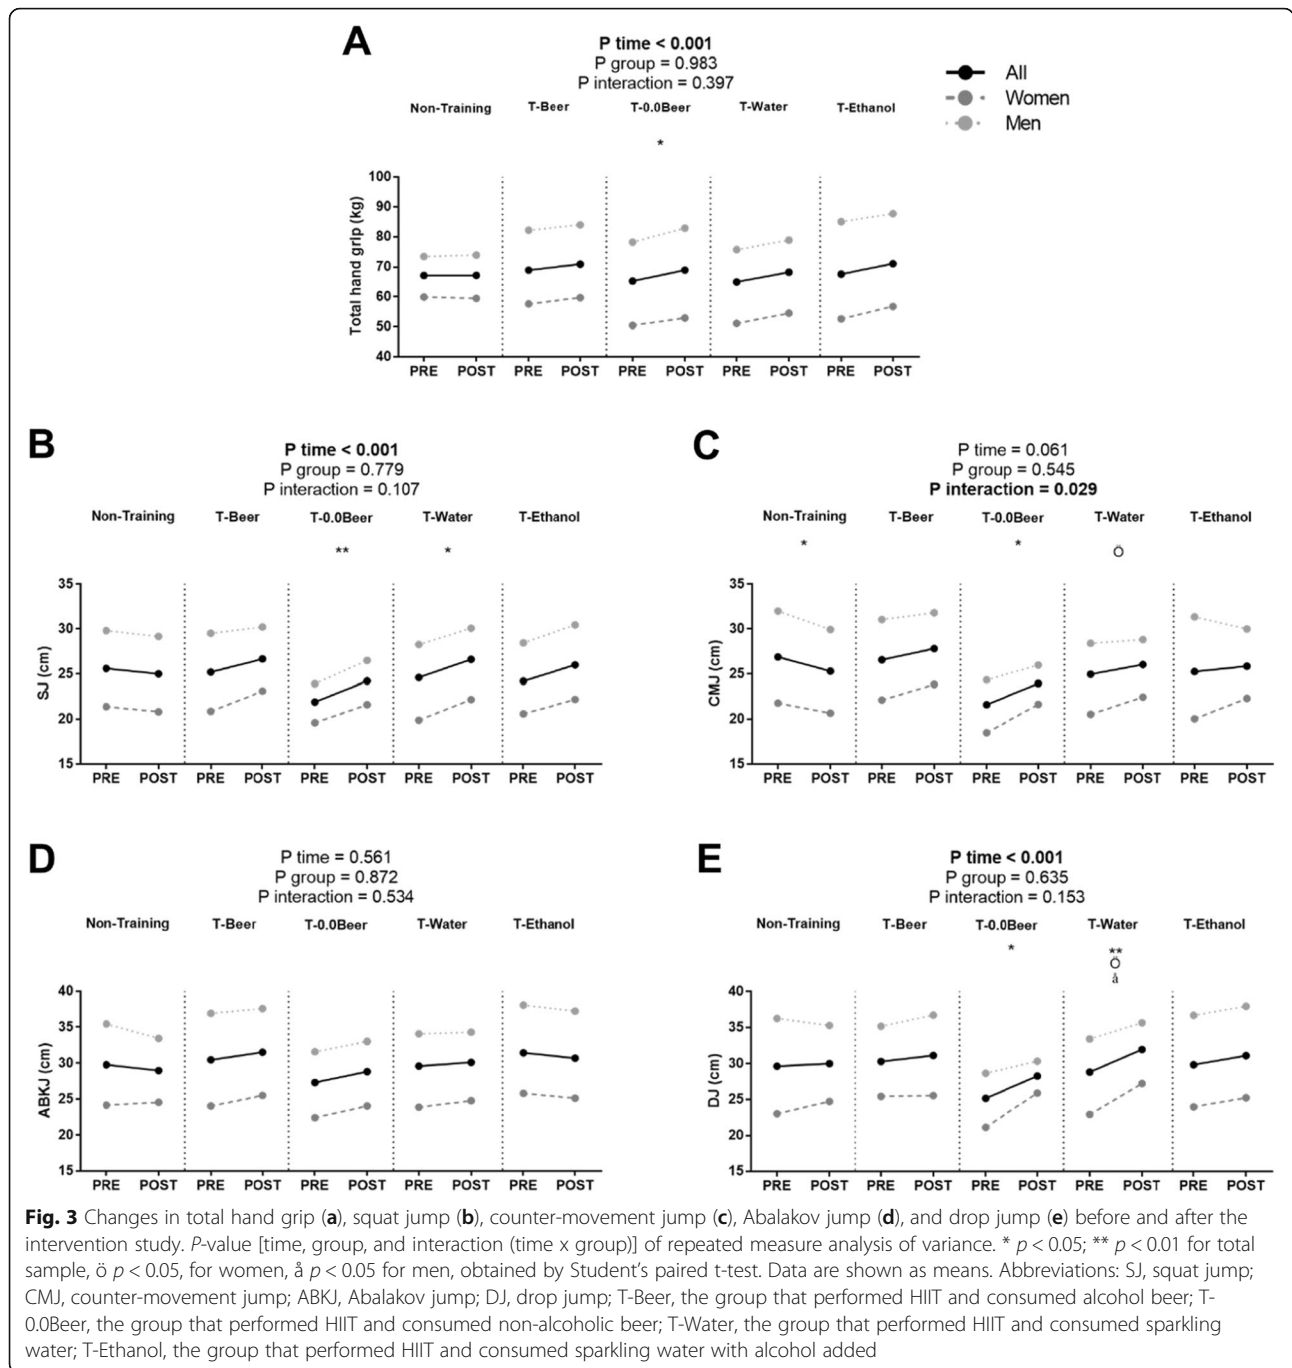 A
P time < 0.001
P group = 0.983
P interaction = 0.397
All
Women
Men
Non-Training T-Beer T-0.0Beer T-Water T-Ethanol
*
Total hand grip (kg)
100
90
80
70
60
50
40
PRE POST PRE POST PRE POST PRE POST PRE POST
B
P time < 0.001
P group = 0.779
P interaction = 0.107
Non-Training T-Beer T-0.0Beer T-Water T-Ethanol
** *
SJ (cm)
35
30
25
20
15
PRE POST PRE POST PRE POST PRE POST PRE POST
C
P time = 0.061
P group = 0.545
P interaction = 0.029
Non-Training T-Beer T-0.0Beer T-Water T-Ethanol
* * Ö
CMJ (cm)
35
30
25
20
15
PRE POST PRE POST PRE POST PRE POST PRE POST
D
P time = 0.561
P group = 0.872
P interaction = 0.534
Non-Training T-Beer T-0.0Beer T-Water T-Ethanol
ABKJ (cm)
40
35
30
25
20
15
PRE POST PRE POST PRE POST PRE POST PRE POST
E
P time < 0.001
P group = 0.635
P interaction = 0.153
Non-Training T-Beer T-0.0Beer T-Water T-Ethanol
* **
Ö
å
DJ (cm)
40
35
30
25
20
15
PRE POST PRE POST PRE POST PRE POST PRE POST
Fig. 3 Changes in total hand grip (a), squat jump (b), counter-movement jump (c), Abalakov jump (d), and drop jump (e) before and after the
intervention study. P-value [time, group, and interaction (time x group)] of repeated measure analysis of variance. * p < 0.05; ** p < 0.01 for total
sample, ö p < 0.05, for women, å p < 0.05 for men, obtained by Student's paired t-test. Data are shown as means. Abbreviations: SJ, squat jump;
CMJ, counter-movement jump; ABKJ, Abalakov jump; DJ, drop jump; T-Beer, the group that performed HIIT and consumed alcohol beer; T-
0.0Beer, the group that performed HIIT and consumed non-alcoholic beer; T-Water, the group that performed HIIT and consumed sparkling
water; T-Ethanol, the group that performed HIIT and consumed sparkling water with alcohol added